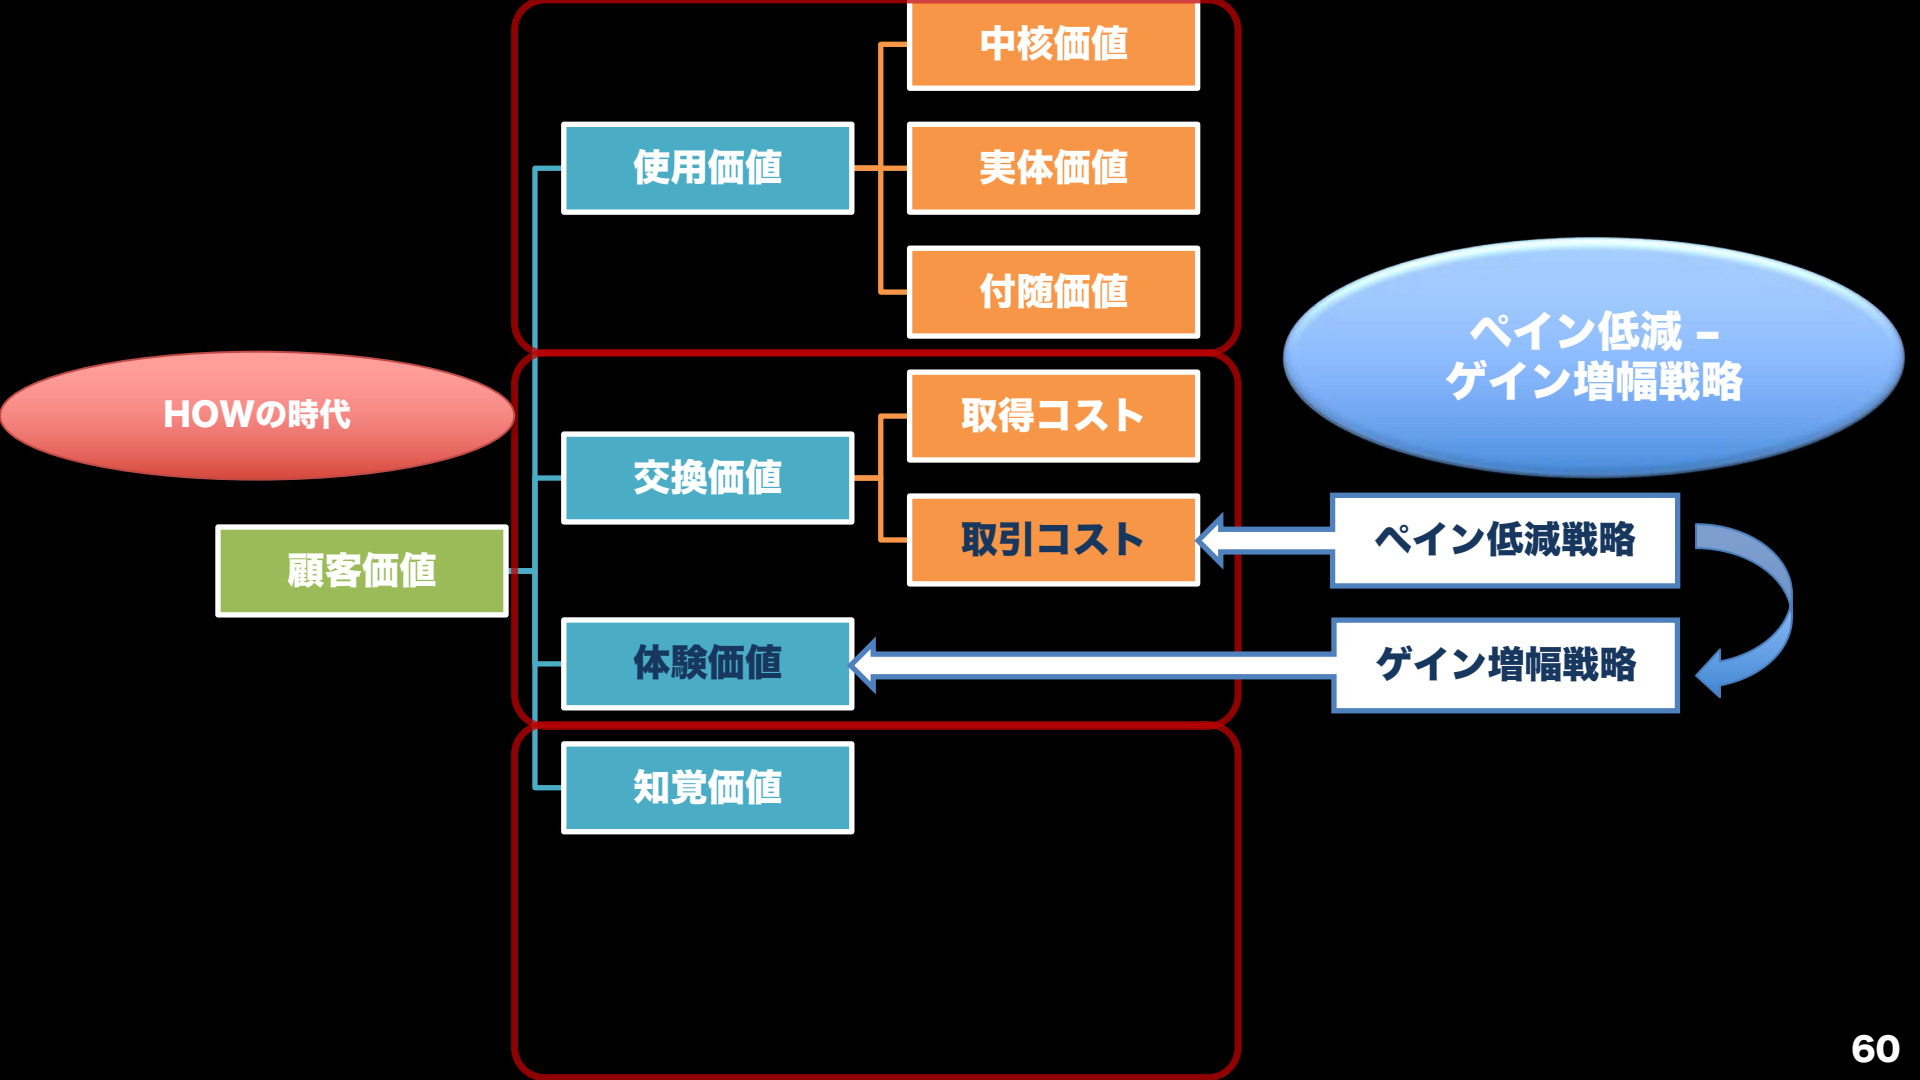 中核価値
使用価値
実体価値
付随価値
ペイン低減 –
ゲイン増幅戦略
HOWの時代
取得コスト
交換価値
取引コスト
ペイン低減戦略
顧客価値
体験価値
ゲイン増幅戦略
知覚価値
60